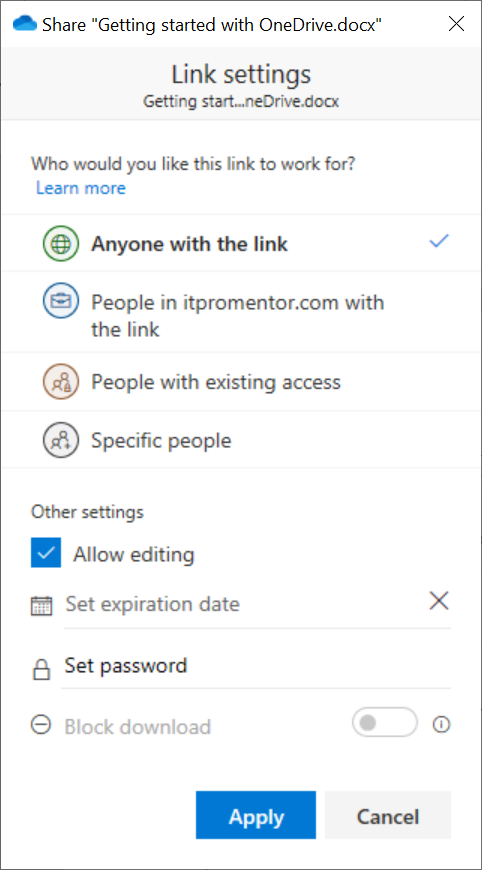 Share "Getting started with OneDrive.docx"
Link settings
Getting start...neDrive.docx
Who would you like this link to work for?
Learn more
Anyone with the link
People in itpromentor.com with
the link
People with existing access
Specific people
Other settings
Allow editing
Set expiration date
Set password
Block download
Apply
Cancel